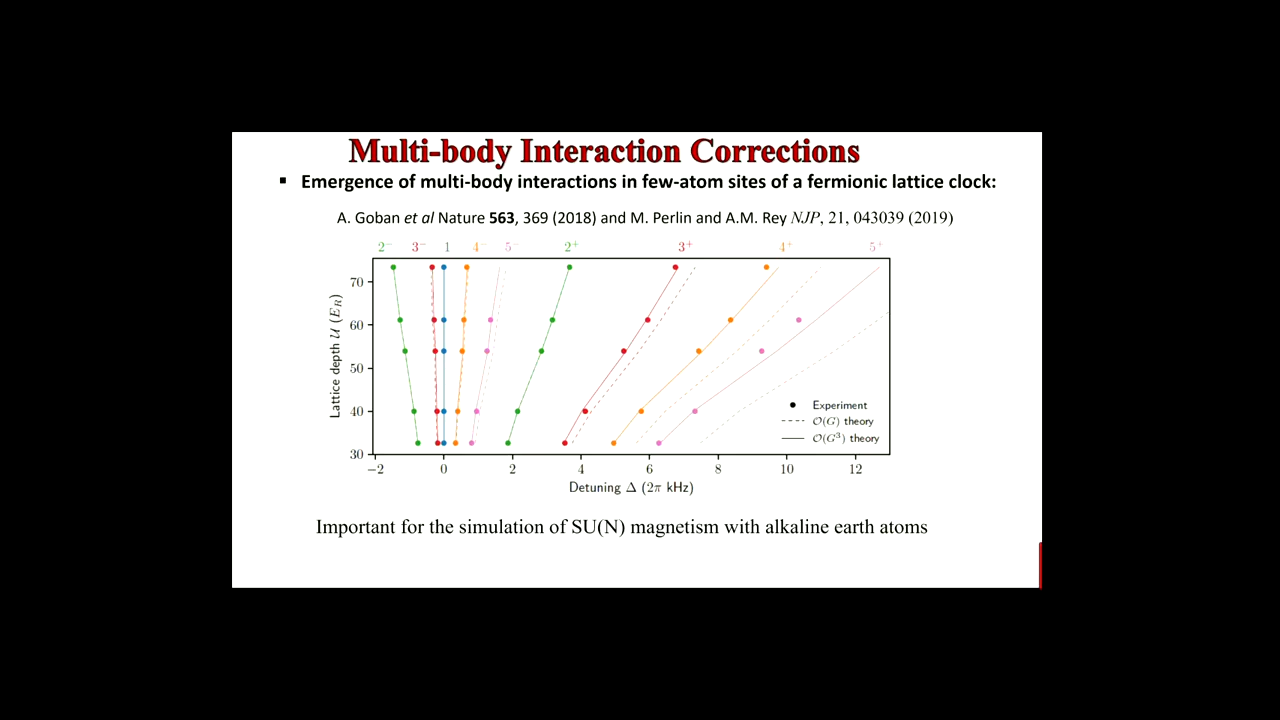 Multi-body Interaction Corrections
▪ Emergence of multi-body interactions in few-atom sites of a fermionic lattice clock:
A. Goban et al Nature 563, 369 (2018) and M. Perlin and A.M. Rey NJP, 21, 043039 (2019)
2⁻ 3⁻ 1 4⁻ 5⁻ 2⁺ 3⁺ 4⁺ 5⁺
70
60
50
40
30
Lattice depth 𝒰 (E_R)
Experiment
𝒪(G) theory
𝒪(G³) theory
−2 0 2 4 6 8 10 12
Detuning Δ (2π kHz)
Important for the simulation of SU(N) magnetism with alkaline earth atoms